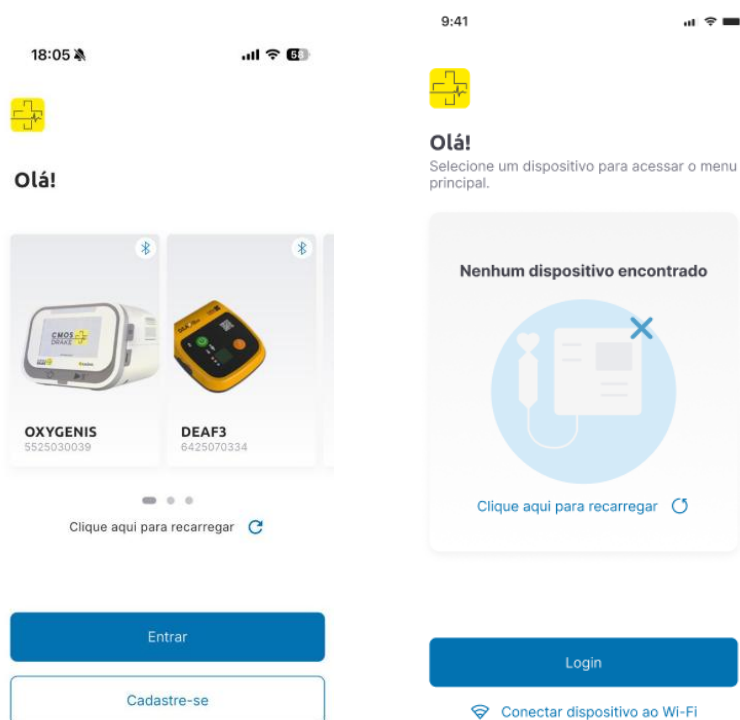 18:05
58
Olá!
CMOS
DRAKE
OXYGENIS
5525030039
DEAF3
6425070334
Clique aqui para recarregar
Entrar
Cadastre-se
9:41
Olá!
Selecione um dispositivo para acessar o menu
principal.
Nenhum dispositivo encontrado
Clique aqui para recarregar
Login
Conectar dispositivo ao Wi-Fi